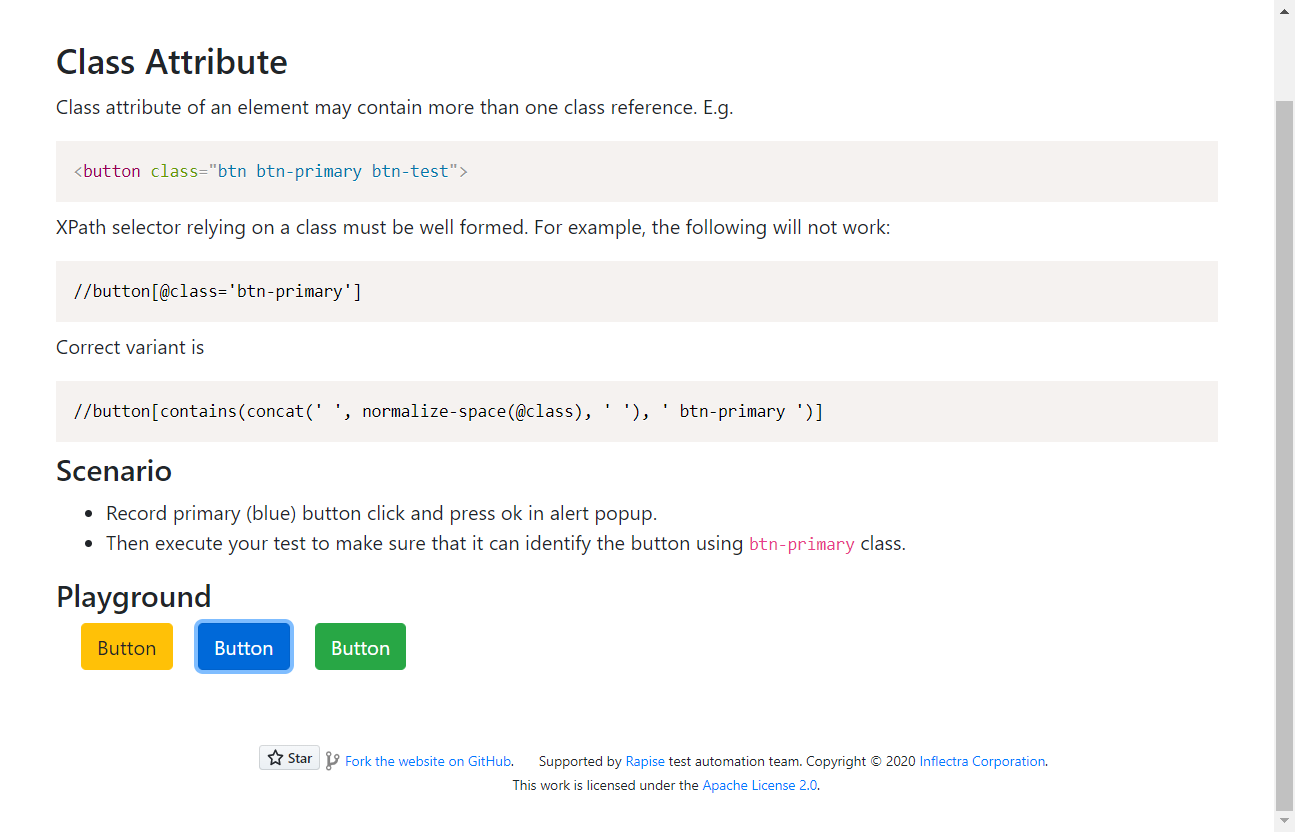 Class Attribute
Class attribute of an element may contain more than one class reference. E.g.
<button class="btn btn-primary btn-test">
XPath selector relying on a class must be well formed. For example, the following will not work:
//button[@class='btn-primary']
Correct variant is
//button[contains(concat(' ', normalize-space(@class), ' '), ' btn-primary ')]
Scenario
• Record primary (blue) button click and press ok in alert popup.
• Then execute your test to make sure that it can identify the button using btn-primary class.
Playground
Button Button Button
Star Fork the website on GitHub. Supported by Rapise test automation team. Copyright © 2020 Inflectra Corporation.
This work is licensed under the Apache License 2.0.